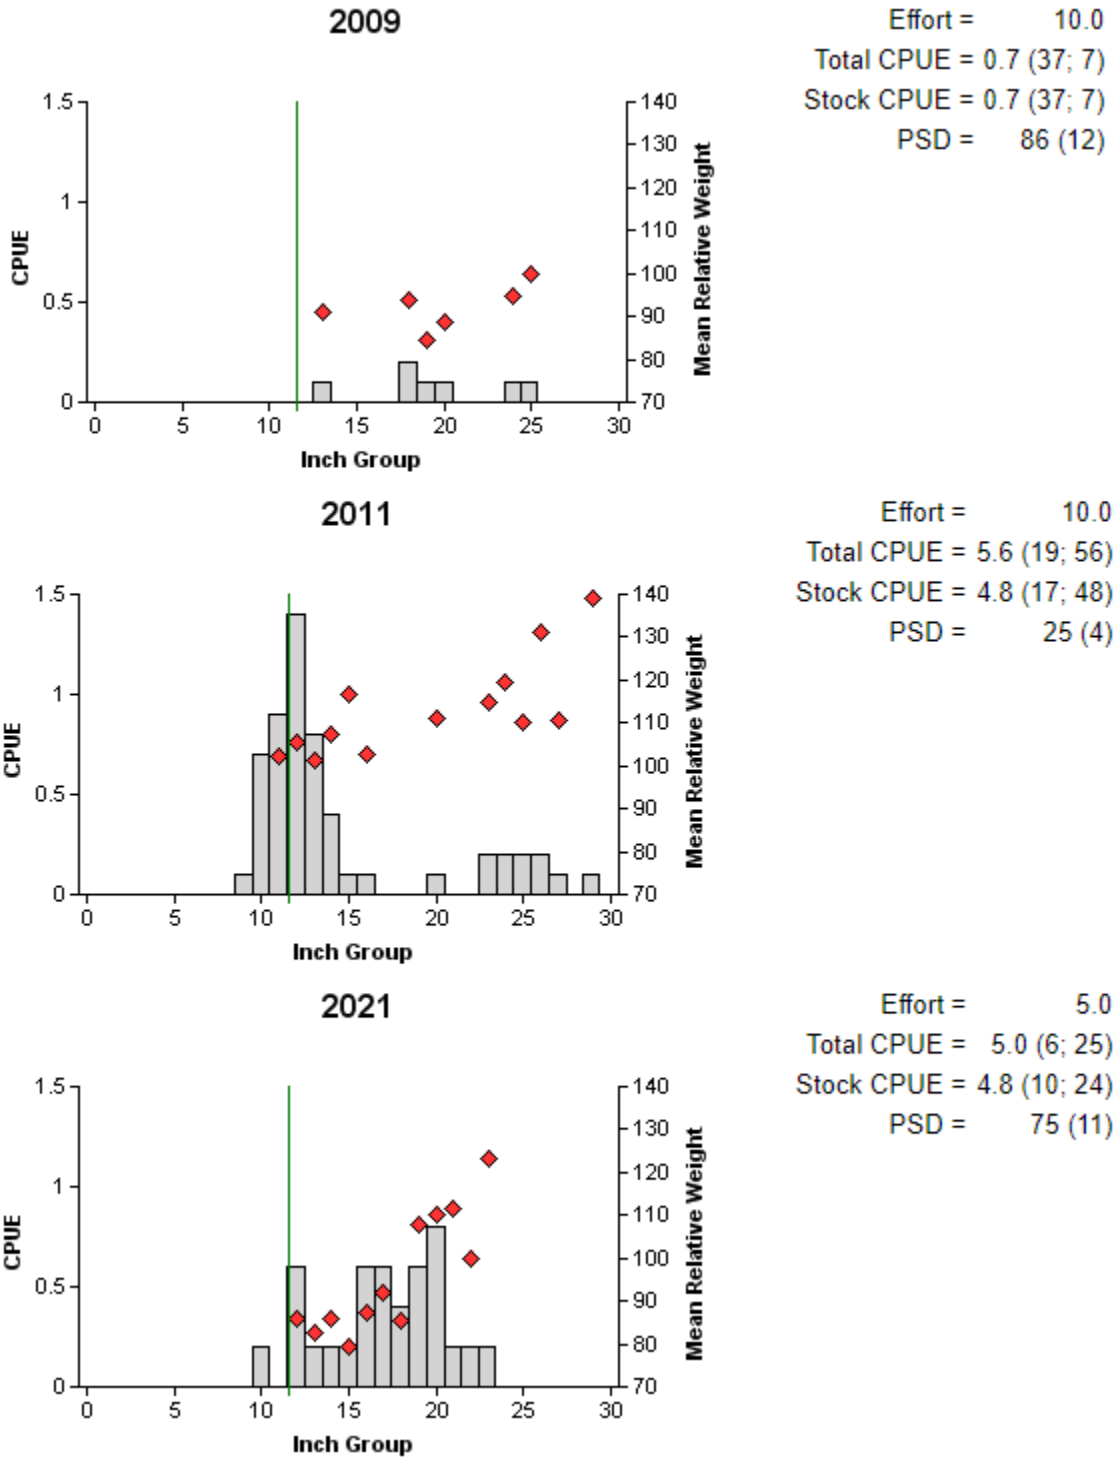 2009
Effort = 10.0
Total CPUE = 0.7 (37; 7)
Stock CPUE = 0.7 (37; 7)
PSD = 86 (12)
1.5
1
0.5
0
CPUE
140
130
120
110
100
90
80
70
Mean Relative Weight
0 5 10 15 20 25 30
Inch Group
2011
Effort = 10.0
Total CPUE = 5.6 (19; 56)
Stock CPUE = 4.8 (17; 48)
PSD = 25 (4)
1.5
1
0.5
0
CPUE
140
130
120
110
100
90
80
70
Mean Relative Weight
0 5 10 15 20 25 30
Inch Group
2021
Effort = 5.0
Total CPUE = 5.0 (6; 25)
Stock CPUE = 4.8 (10; 24)
PSD = 75 (11)
1.5
1
0.5
0
CPUE
140
130
120
110
100
90
80
70
Mean Relative Weight
0 5 10 15 20 25 30
Inch Group